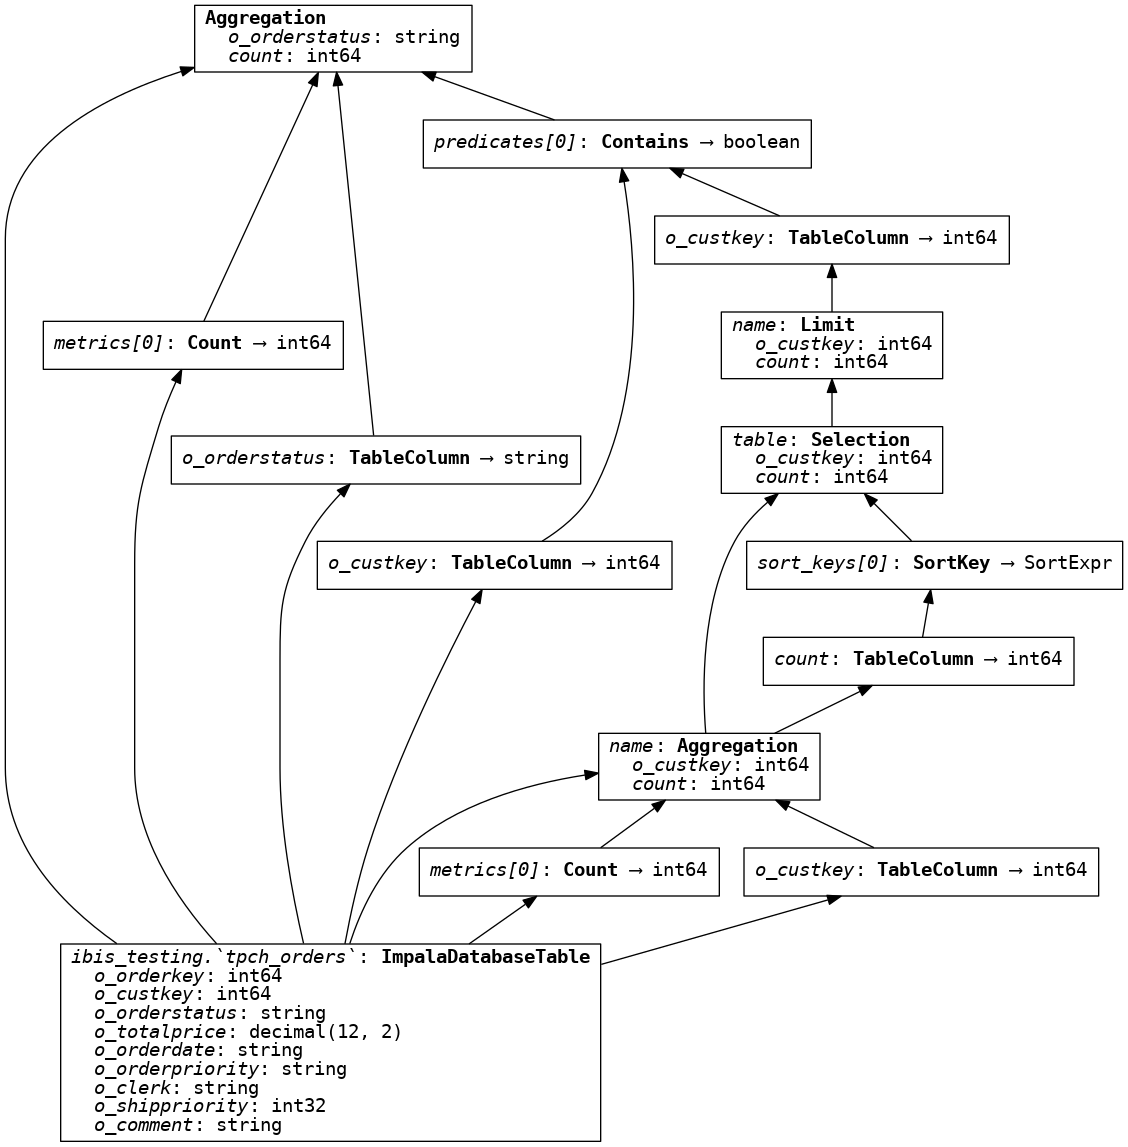 Aggregation
o_orderstatus: string
count: int64
predicates[0]: Contains → boolean
o_custkey: TableColumn → int64
name: Limit
o_custkey: int64
count: int64
metrics[0]: Count → int64
table: Selection
o_custkey: int64
count: int64
o_orderstatus: TableColumn → string
o_custkey: TableColumn → int64
sort_keys[0]: SortKey → SortExpr
count: TableColumn → int64
name: Aggregation
o_custkey: int64
count: int64
metrics[0]: Count → int64
o_custkey: TableColumn → int64
ibis_testing.`tpch_orders`: ImpalaDatabaseTable
o_orderkey: int64
o_custkey: int64
o_orderstatus: string
o_totalprice: decimal(12, 2)
o_orderdate: string
o_orderpriority: string
o_clerk: string
o_shippriority: int32
o_comment: string